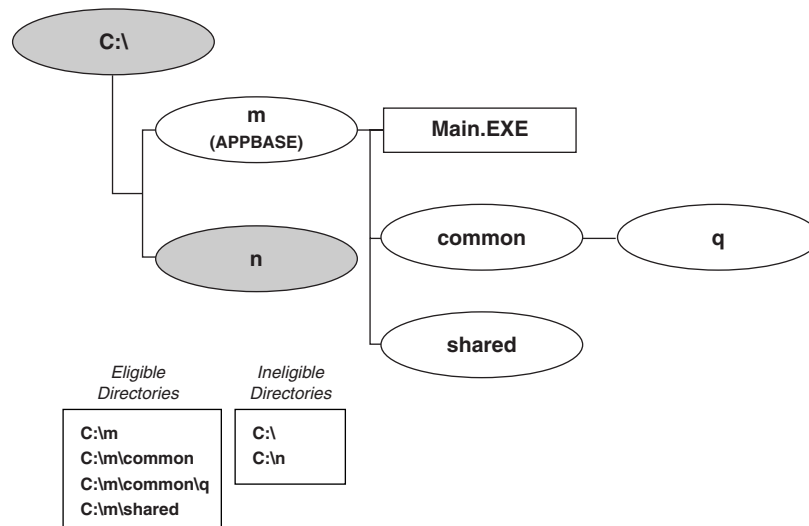 C:\
m
(APPBASE)
Main.EXE
n
common
q
shared
Eligible
Directories
C:\m
C:\m\common
C:\m\common\q
C:\m\shared
Ineligible
Directories
C:\
C:\n